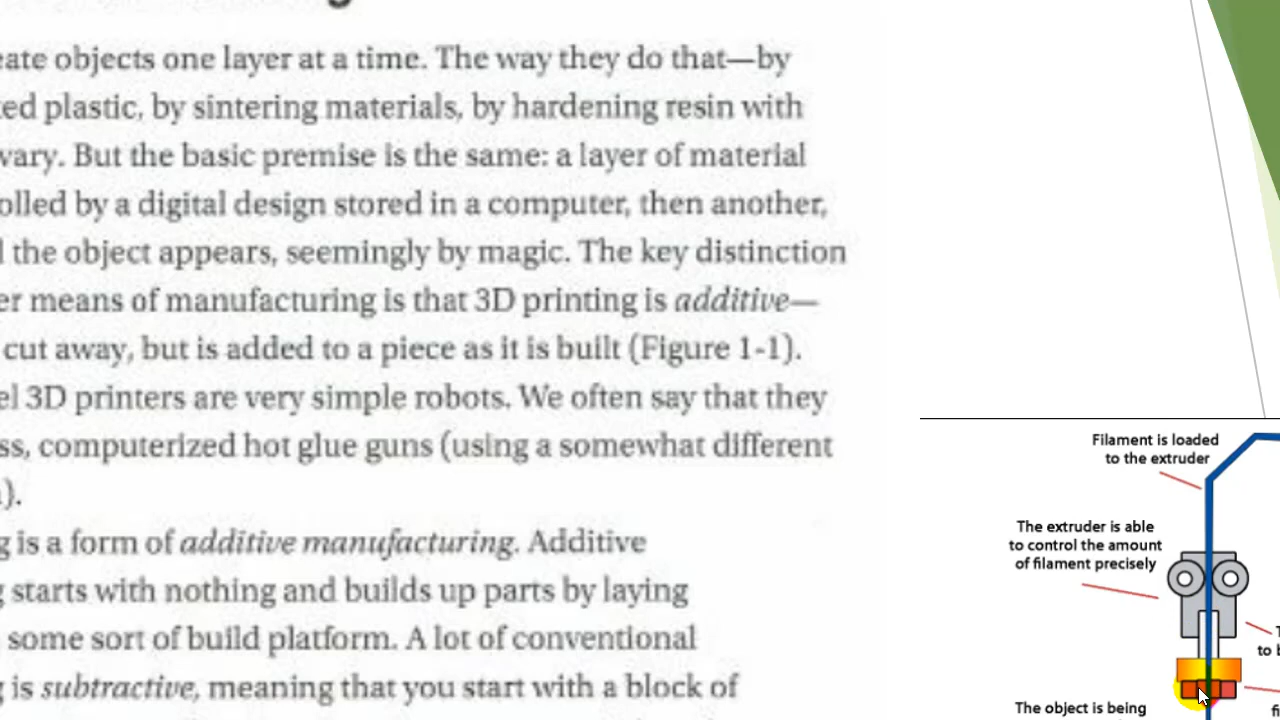 eate objects one layer at a time. The way they do that—by
ed plastic, by sintering materials, by hardening resin with
vary. But the basic premise is the same: a layer of material
olled by a digital design stored in a computer, then another,
the object appears, seemingly by magic. The key distinction
er means of manufacturing is that 3D printing is additive—
cut away, but is added to a piece as it is built (Figure 1-1).
el 3D printers are very simple robots. We often say that they
ss, computerized hot glue guns (using a somewhat different
).
g is a form of additive manufacturing. Additive
g starts with nothing and builds up parts by laying
some sort of build platform. A lot of conventional
g is subtractive, meaning that you start with a block of
Filament is loaded
to the extruder
The extruder is able
to control the amount
of filament precisely
to b
The object is being
fi